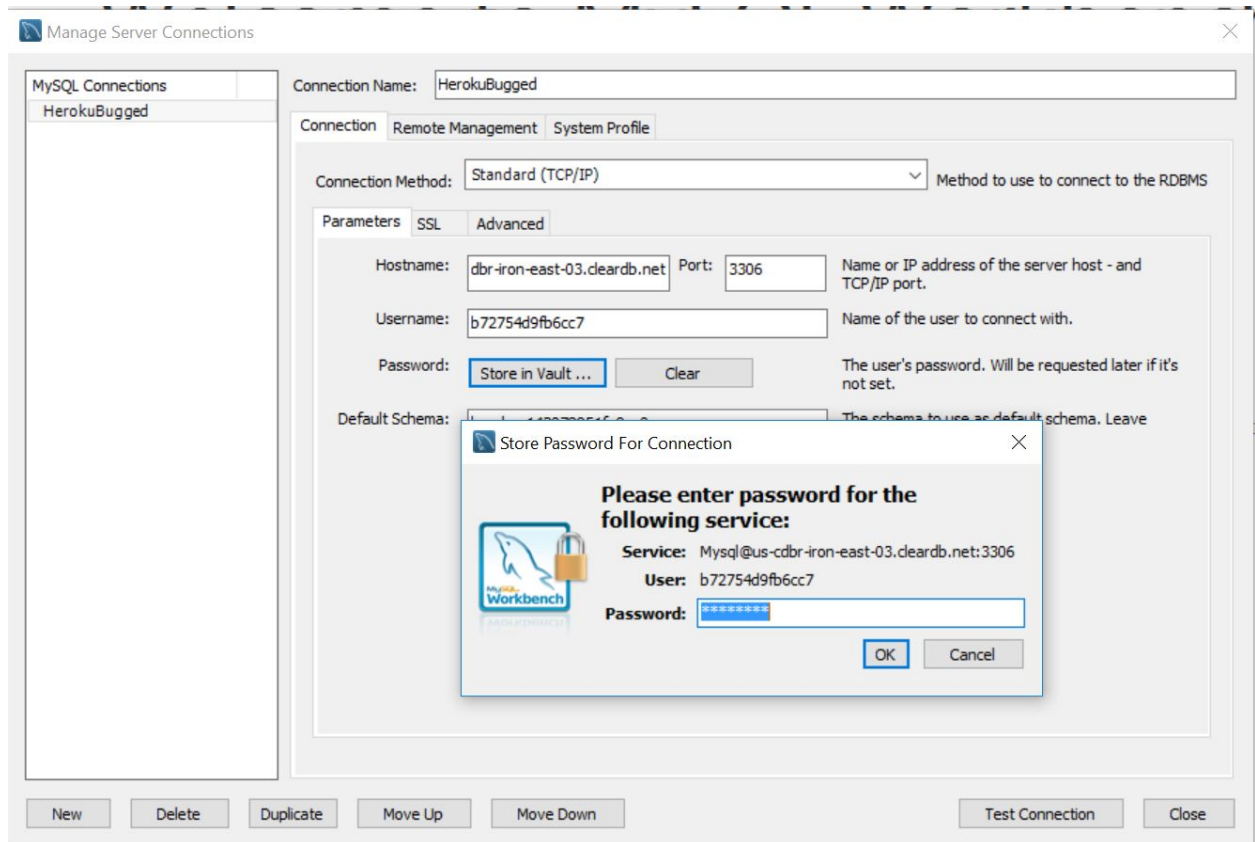 Manage Server Connections
MySQL Connections
HerokuBugged
Connection Name: HerokuBugged
Connection Remote Management System Profile
Connection Method: Standard (TCP/IP) Method to use to connect to the RDBMS
Parameters SSL Advanced
Hostname: dbr-iron-east-03.cleardb.net Port: 3306 Name or IP address of the server host - and
TCP/IP port.
Username: b72754d9fb6cc7 Name of the user to connect with.
Password: Store in Vault ... Clear The user's password. Will be requested later if it's
not set.
Default Schema: The schema to use as default schema. Leave
Store Password For Connection
Please enter password for the
following service:
Service: Mysql@us-cdbr-iron-east-03.cleardb.net:3306
User: b72754d9fb6cc7
MySQL
Workbench
Password: ********
OK Cancel
New Delete Duplicate Move Up Move Down Test Connection Close